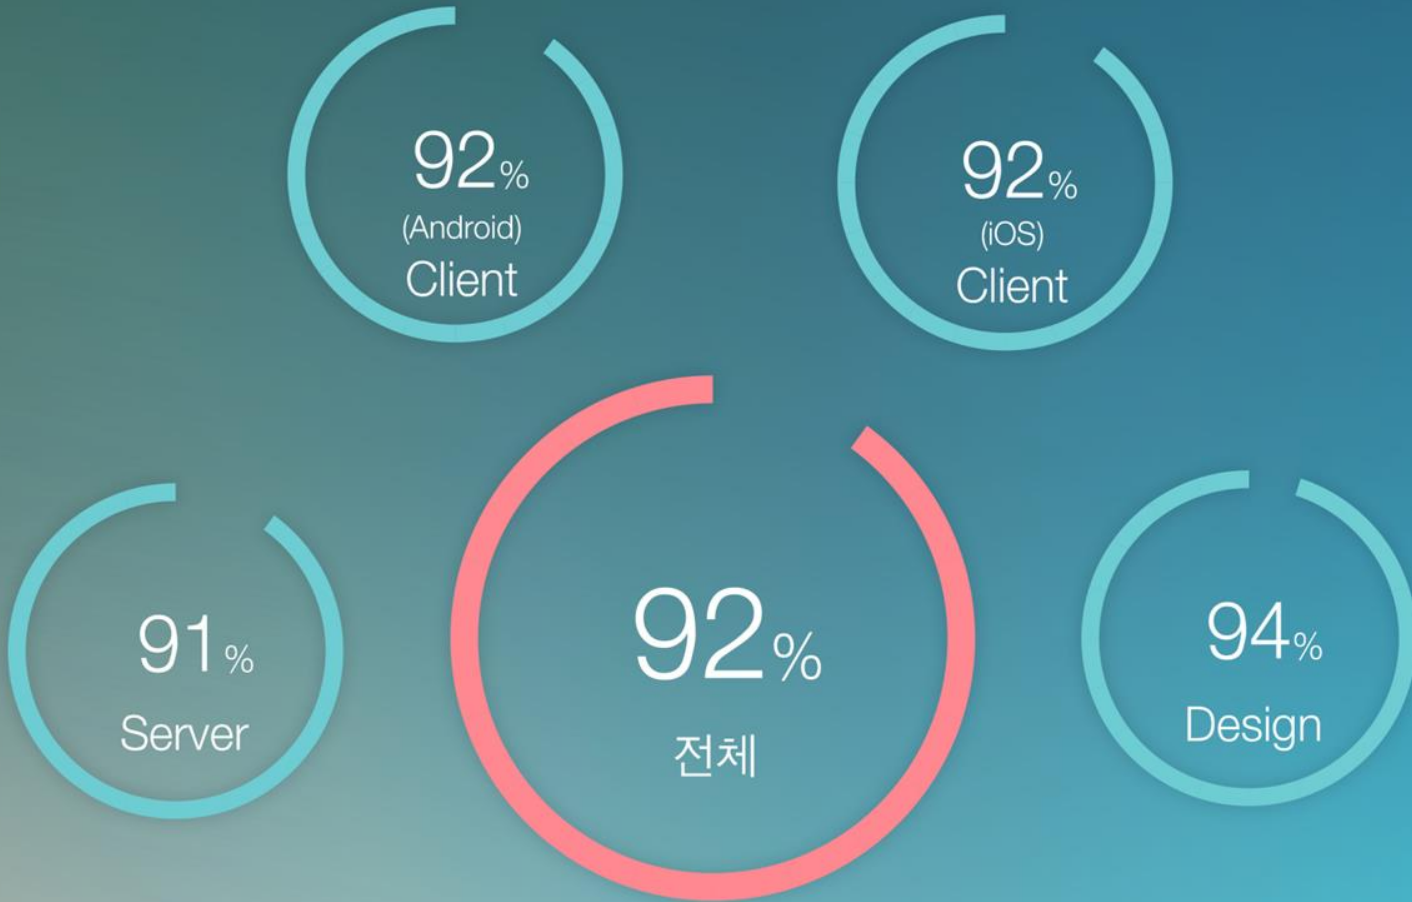 92%
(Android)
Client
92%
(iOS)
Client
91%
Server
92%
전체
94%
Design